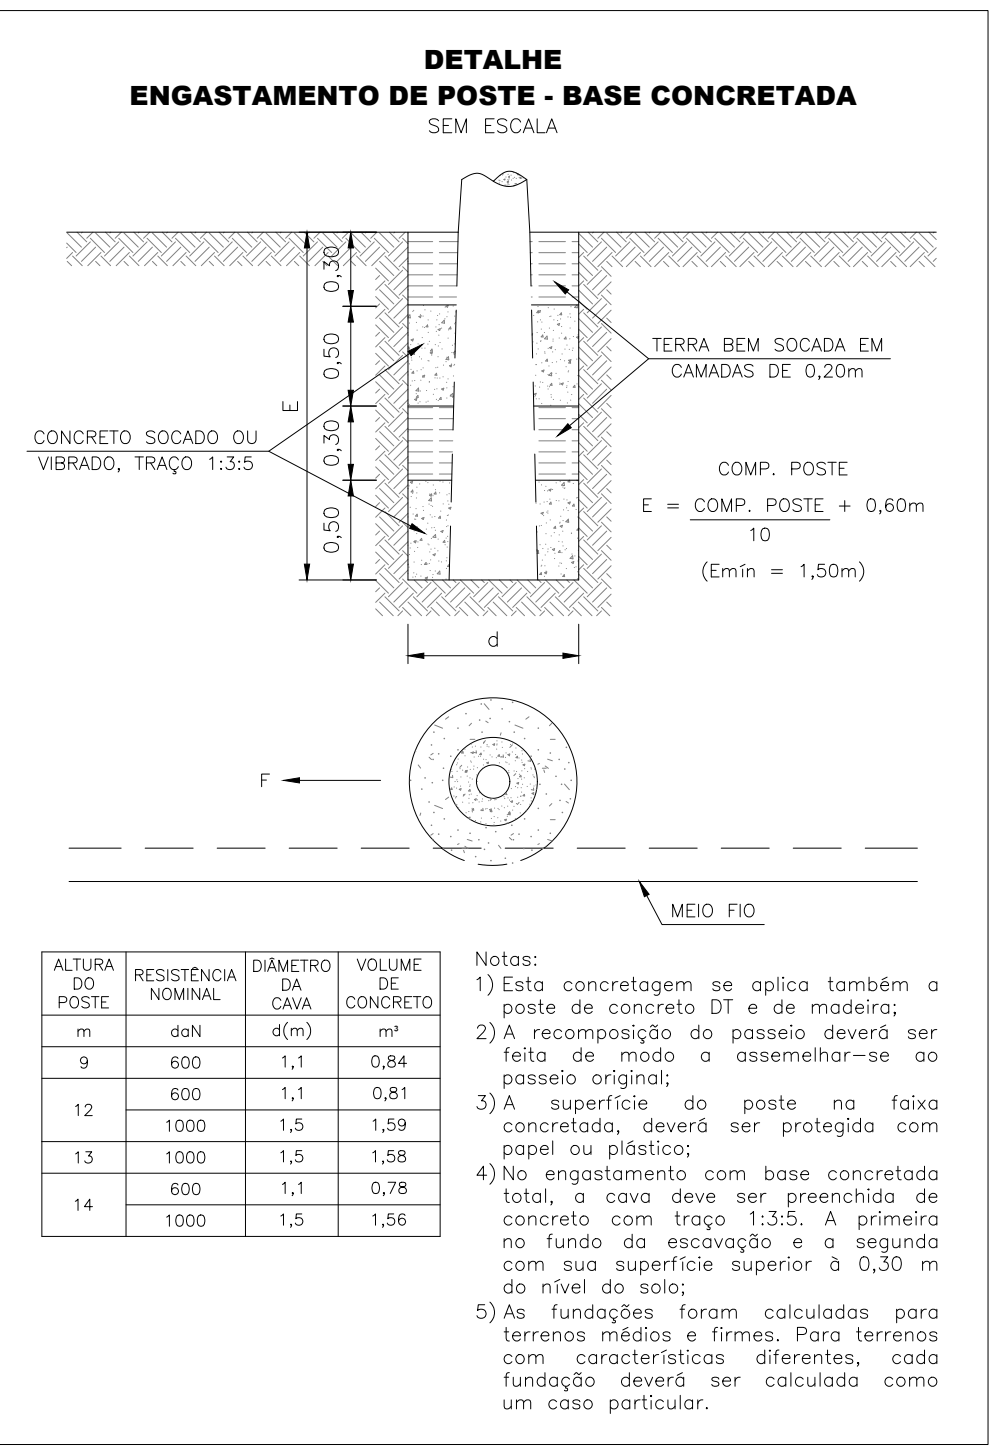 DETALHE
ENGASTAMENTO DE POSTE - BASE CONCRETADA
SEM ESCALA
0,30
0,50
E
0,30
0,50
TERRA BEM SOCADA EM
CAMADAS DE 0,20m
CONCRETO SOCADO OU
VIBRADO, TRAÇO 1:3:5
COMP. POSTE
E = COMP. POSTE + 0,60m
10
(Emín = 1,50m)
d
F
MEIO FIO
ALTURA DO POSTE RESISTÊNCIA NOMINAL DIÂMETRO DA CAVA VOLUME DE CONCRETO
m daN d(m) m³
9 600 1,1 0,84
12 600 1,1 0,81
1000 1,5 1,59
13 1000 1,5 1,58
14 600 1,1 0,78
1000 1,5 1,56
Notas:
1) Esta concretagem se aplica também a
poste de concreto DT e de madeira;
2) A recomposição do passeio deverá ser
feita de modo a assemelhar-se ao
passeio original;
3) A superfície do poste na faixa
concretada, deverá ser protegida com
papel ou plástico;
4) No engastamento com base concretada
total, a cava deve ser preenchida de
concreto com traço 1:3:5. A primeira
no fundo da escavação e a segunda
com sua superfície superior à 0,30 m
do nível do solo;
5) As fundações foram calculadas para
terrenos médios e firmes. Para terrenos
com características diferentes, cada
fundação deverá ser calculada como
um caso particular.